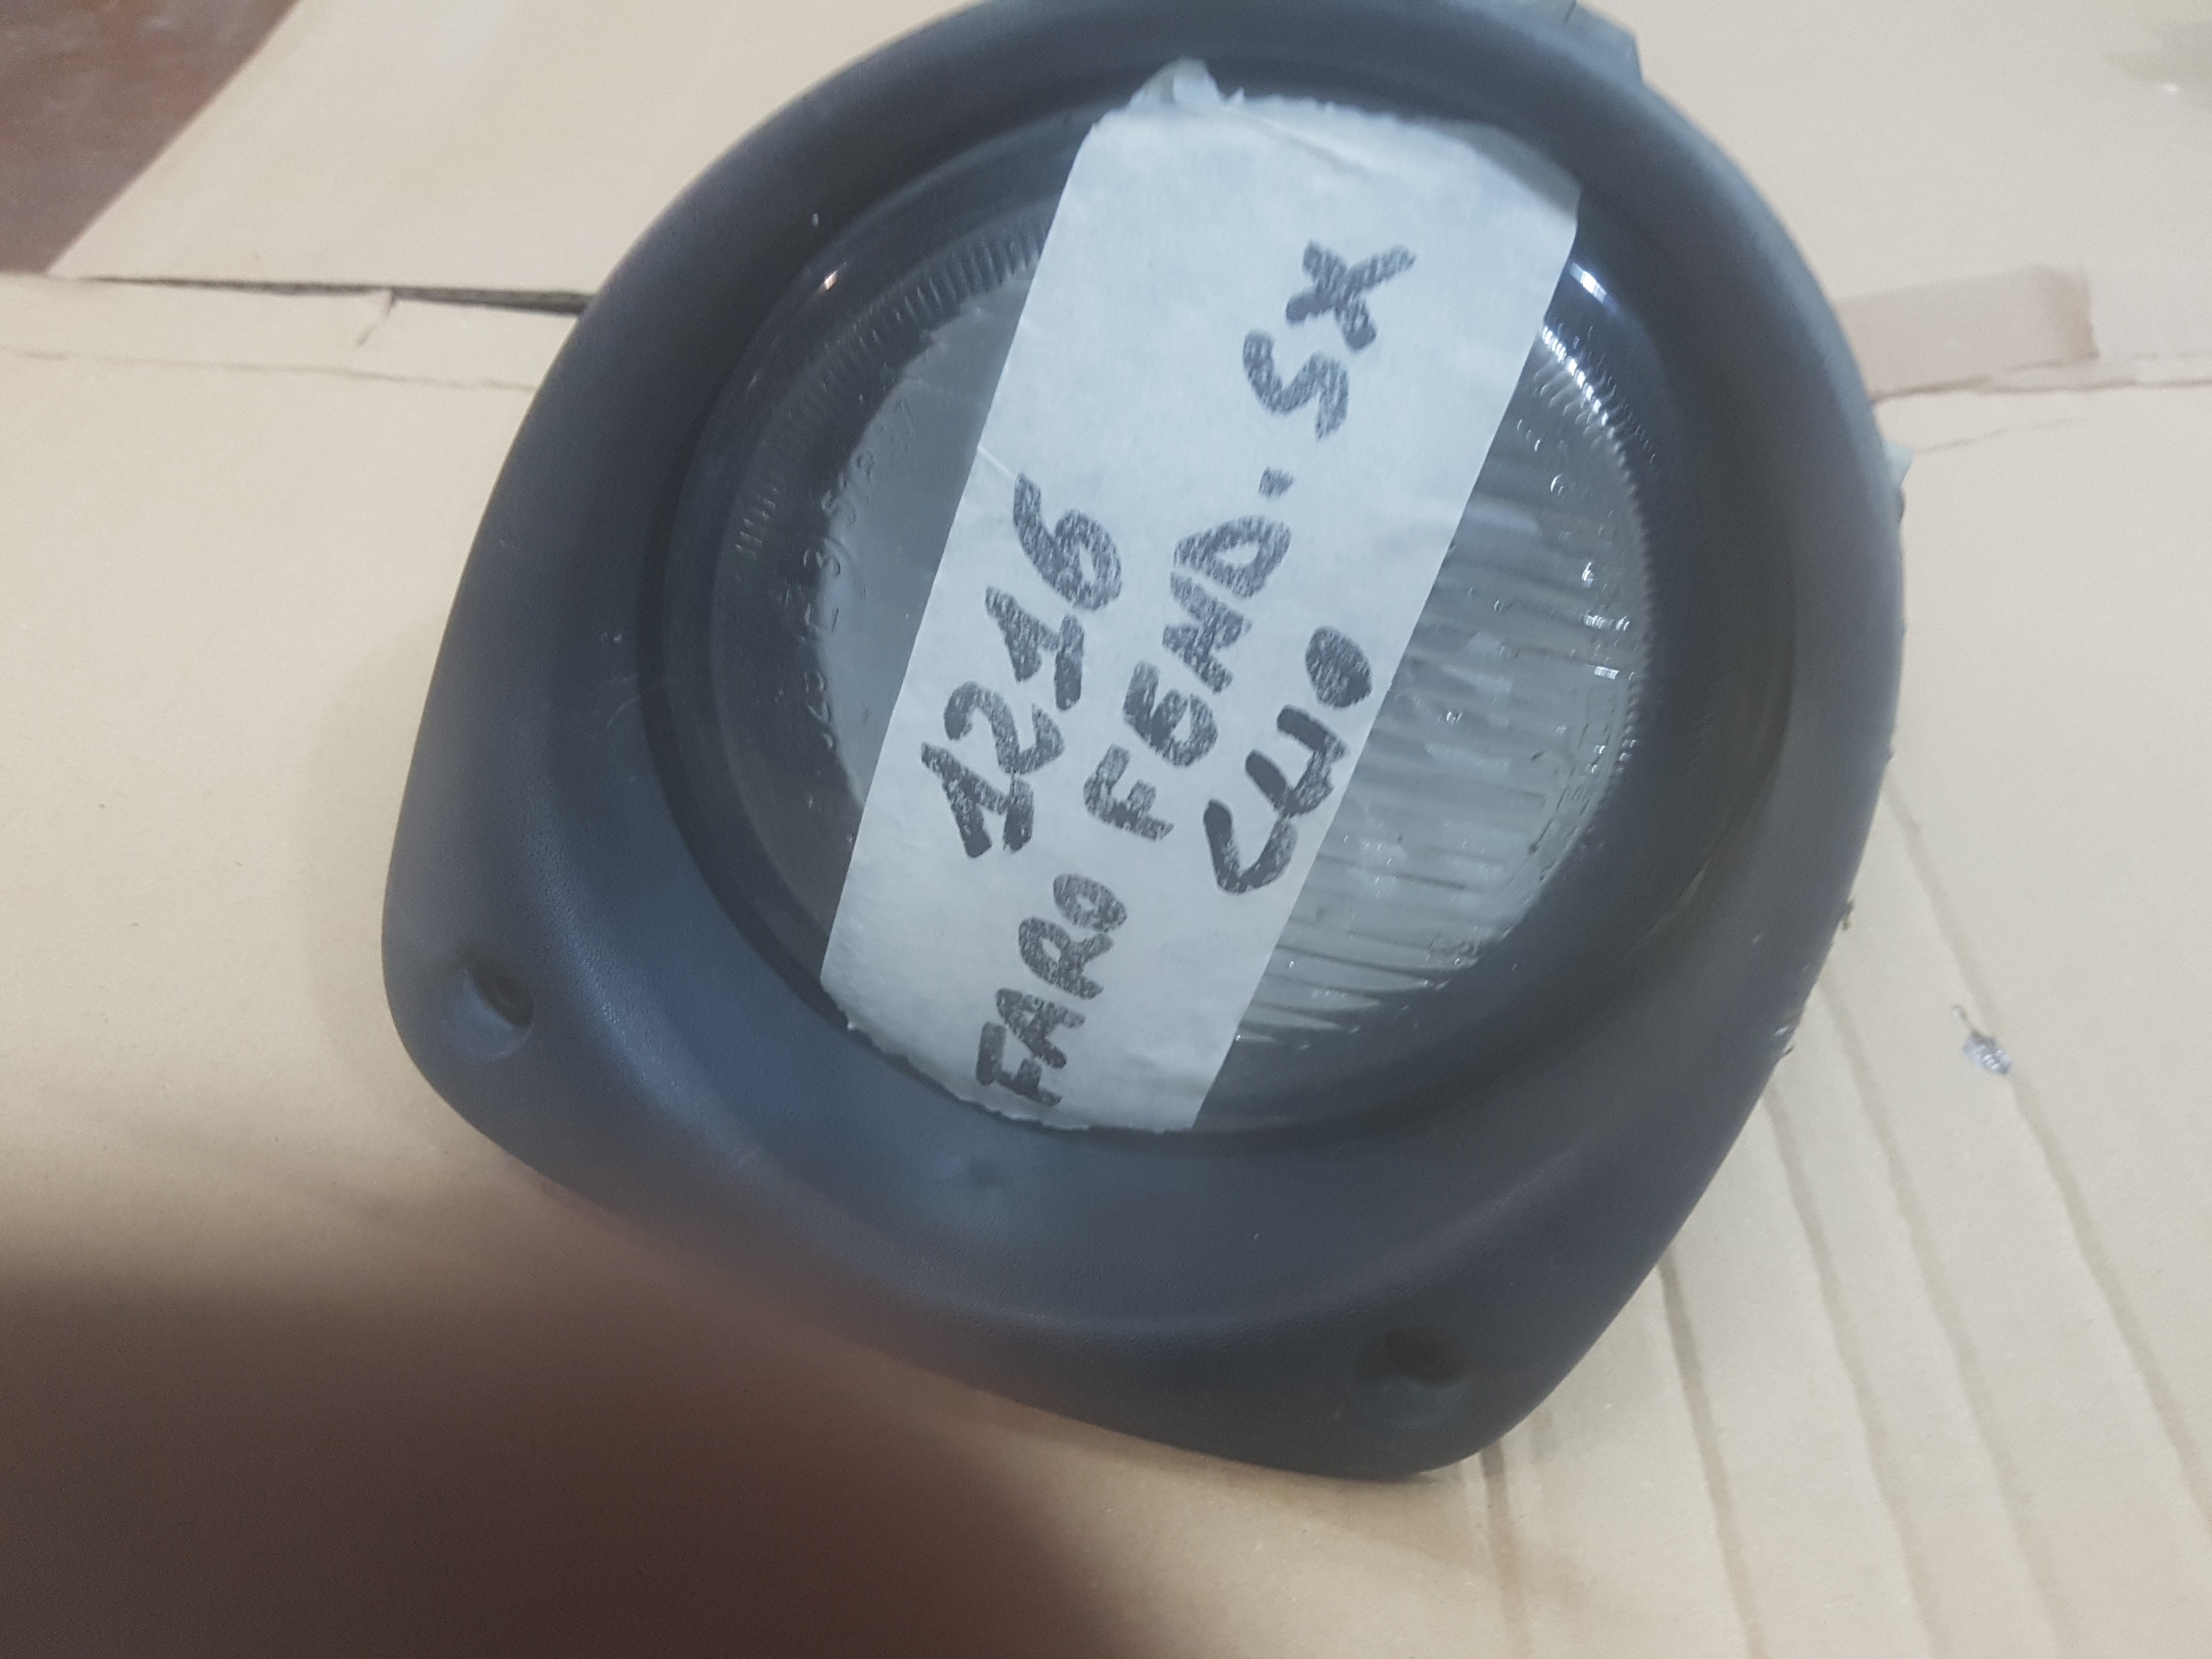 1216
FARO FEND. SX
CLIO